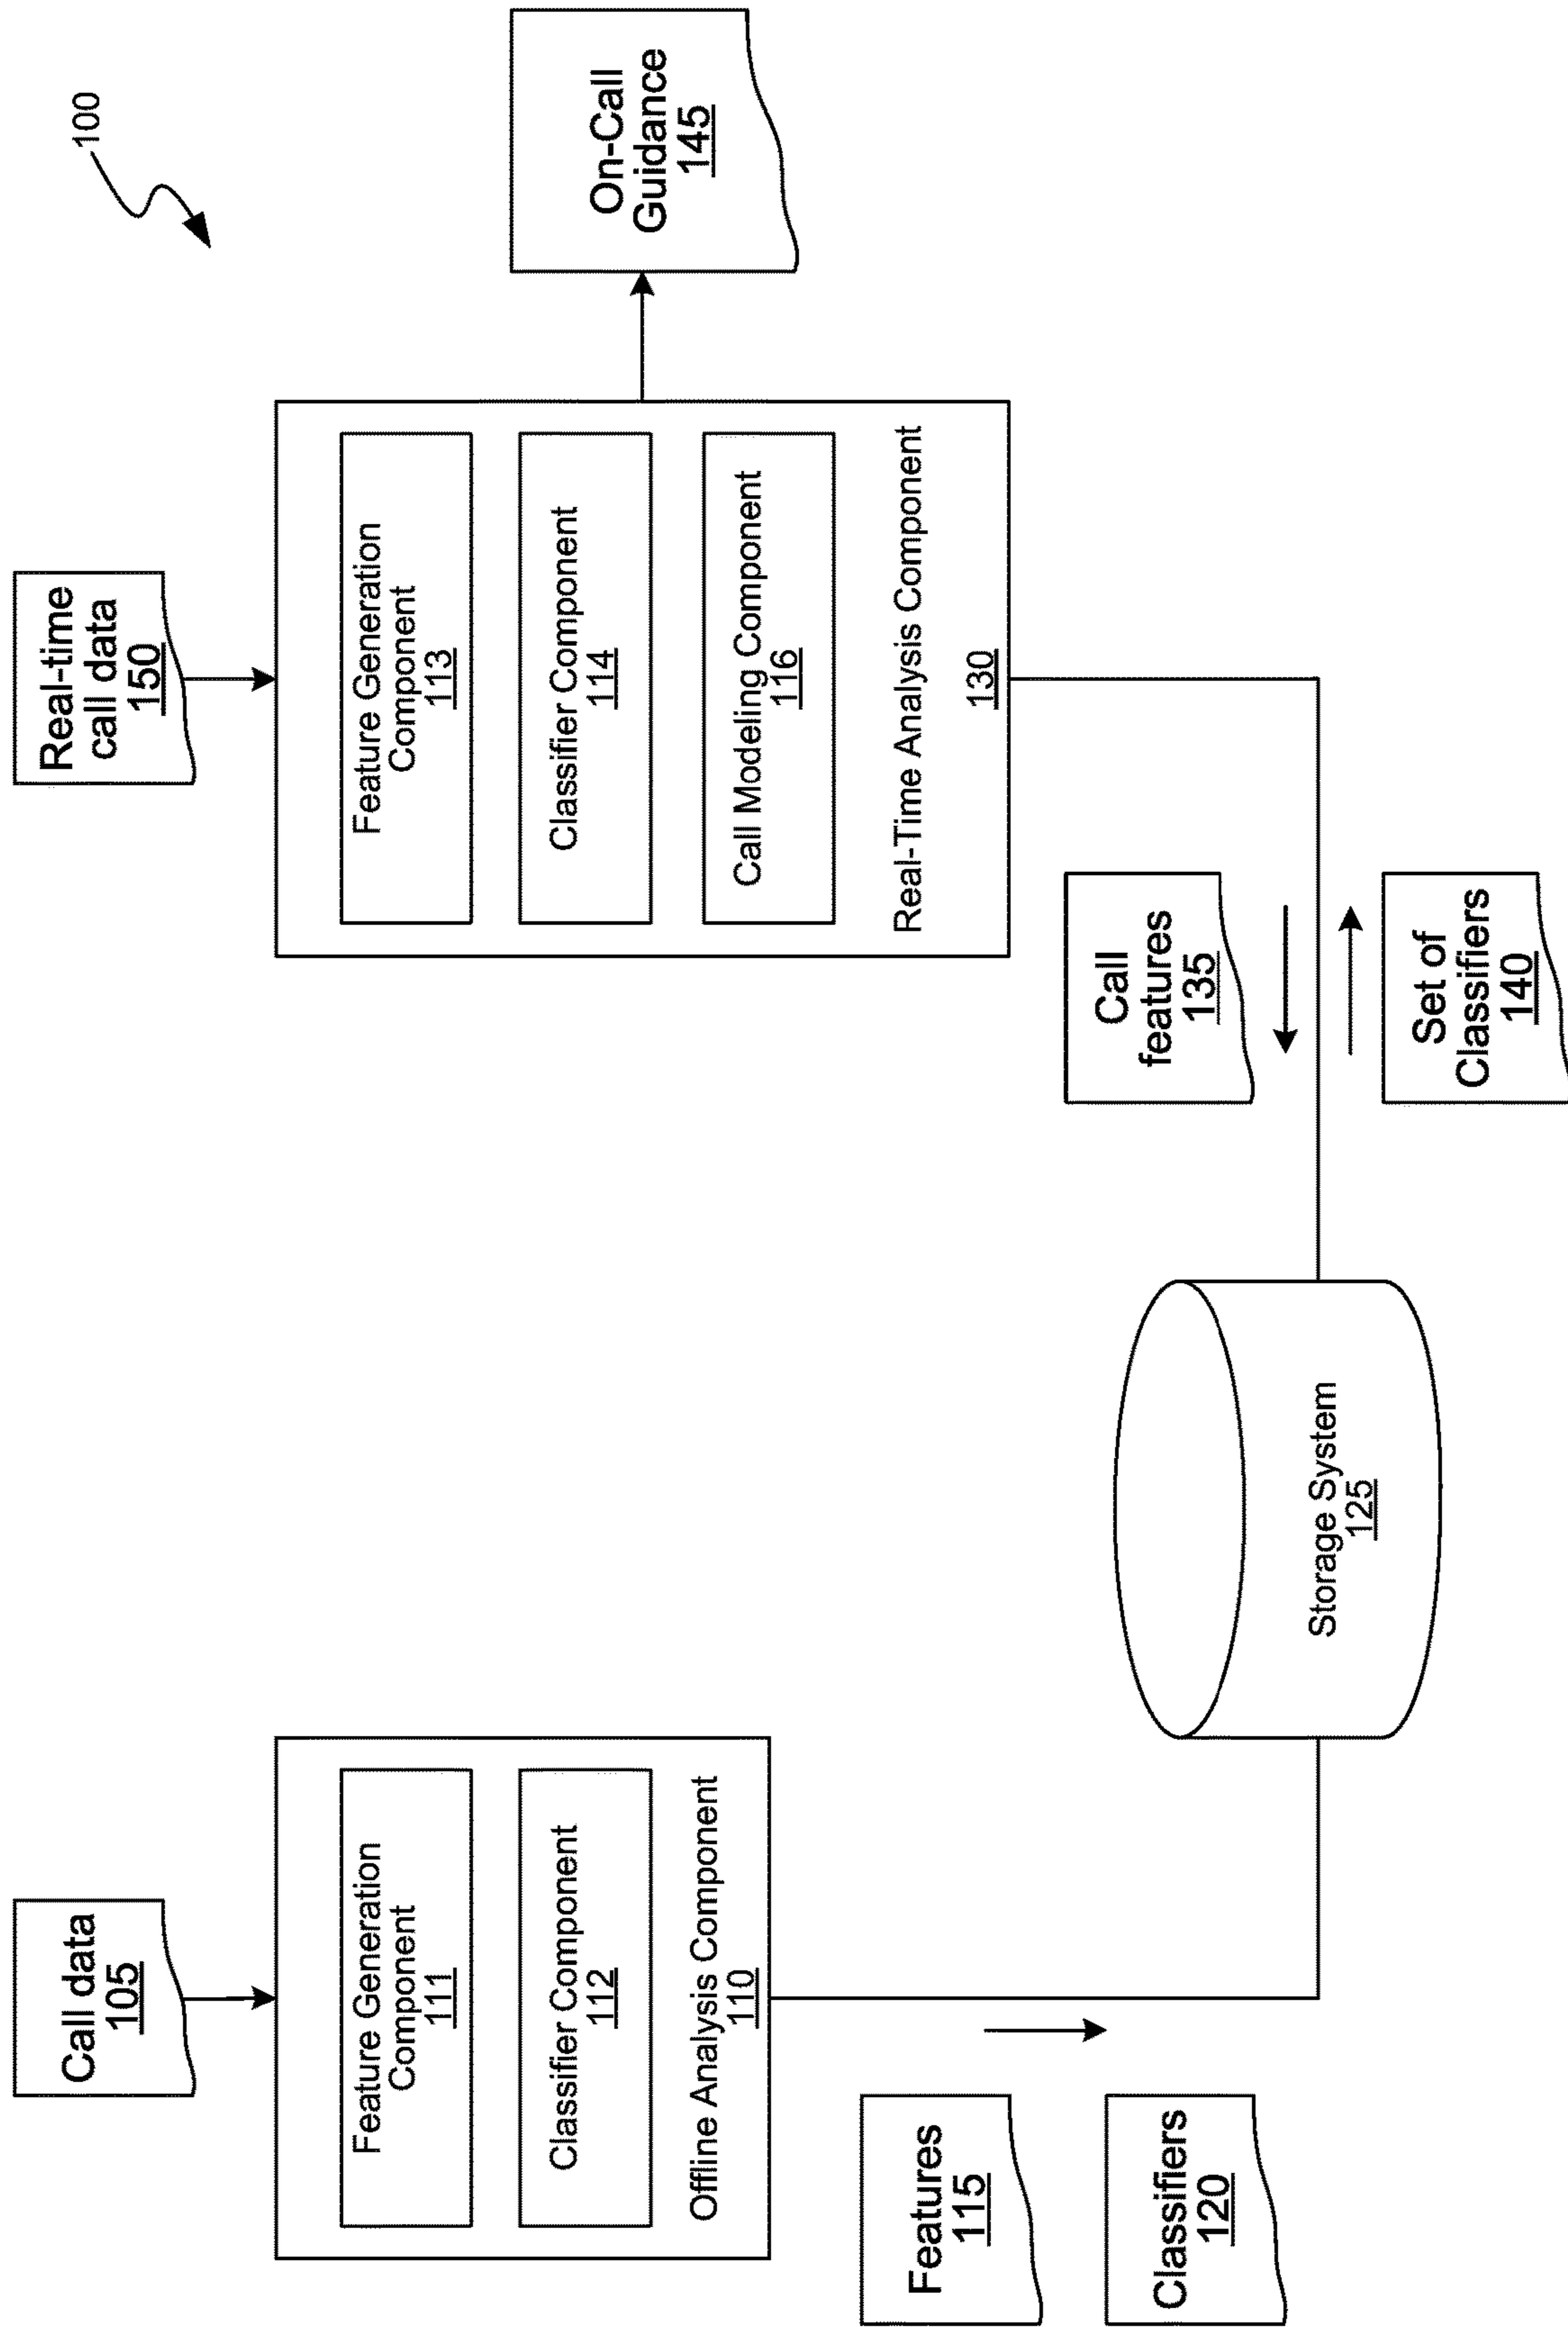 100
Call data
105
Real-time
call data
150
Feature Generation
Component
111
Classifier Component
112
Offline Analysis Component
110
Feature Generation
Component
113
Classifier Component
114
Call Modeling Component
116
Real-Time Analysis Component
130
On-Call
Guidance
145
Features
115
Classifiers
120
Storage System
125
Call
features
135
Set of
Classifiers
140